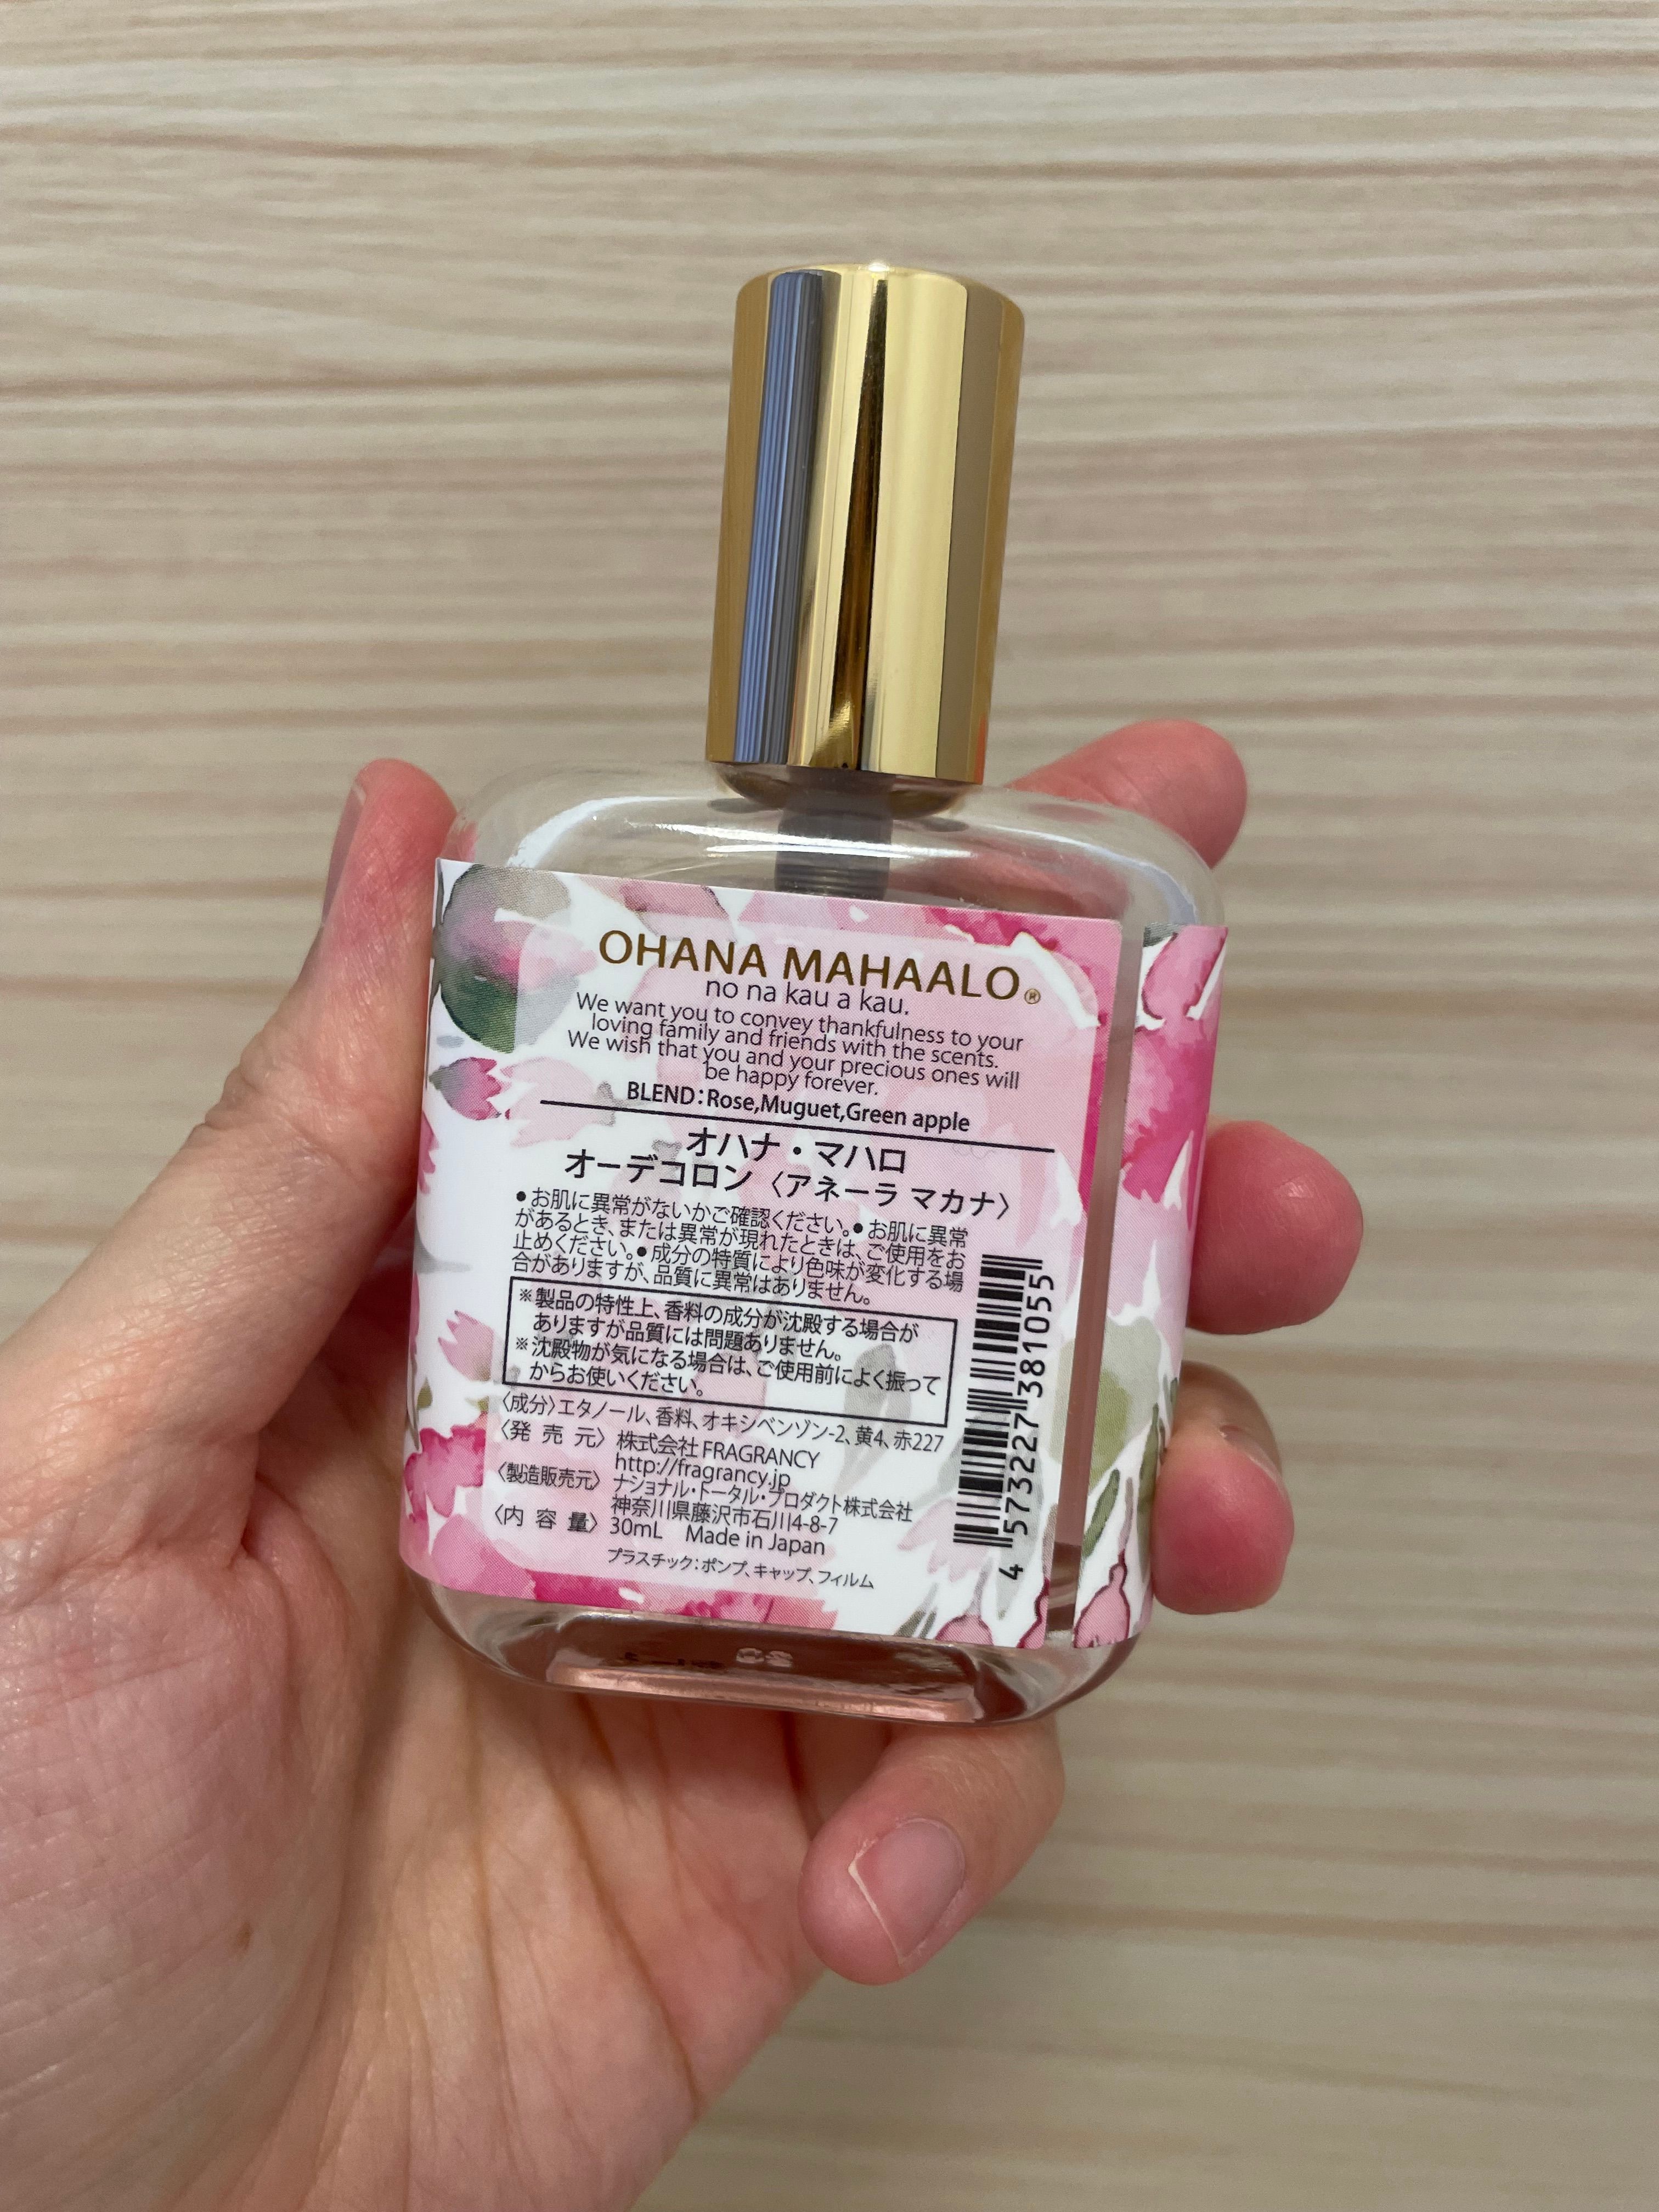 OHANA MAHAALO®
no na kau a kau.
We want you to convey thankfulness to your
loving family and friends with the scents.
We wish that you and your precious ones will
be happy forever.
BLEND:Rose,Muguet,Green apple
オハナ・マハロ
オーデコロン〈アネーラ マカナ〉
●お肌に異常がないかご確認ください。●お肌に異常
があるとき、または異常が現れたときは、ご使用をお
止めください。●成分の特質により色味が変化する場
合がありますが、品質に異常はありません。
※製品の特性上、香料の成分が沈殿する場合が
ありますが品質には問題ありません。
※沈殿物が気になる場合は、ご使用前によく振って
からお使いください。
〈成分〉エタノール、香料、オキシベンゾン-2、黄4、赤227
〈発売元〉株式会社FRAGRANCY
http://fragrancy.jp
〈製造販売元〉ナショナル・トータル・プロダクト株式会社
神奈川県藤沢市石川4-8-7
〈内容量〉30mL Made in Japan
プラスチック:ポンプ、キャップ、フィルム
4573227381055